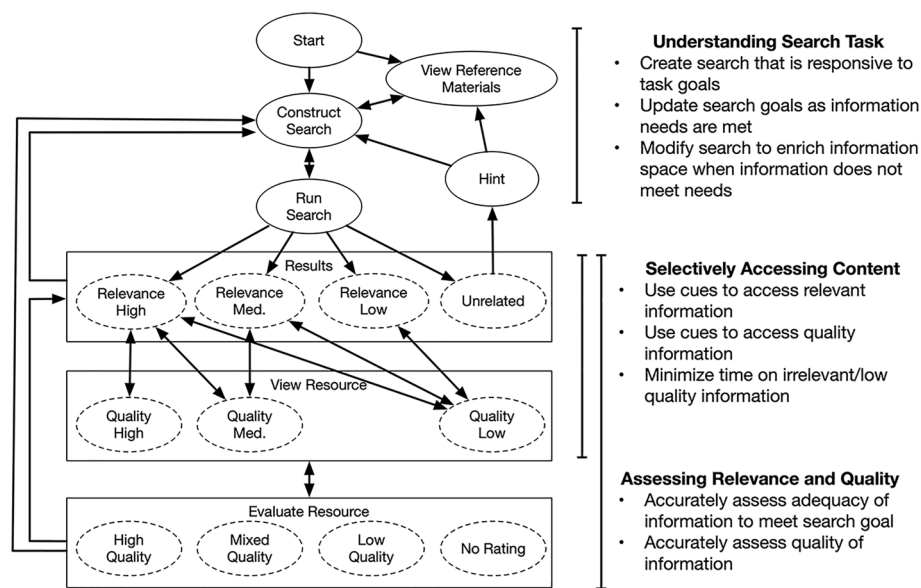 Start
View Reference
Materials
Construct
Search
Hint
Run
Search
Results
Relevance
High
Relevance
Med.
Relevance
Low
Unrelated
View Resource
Quality
High
Quality
Med.
Quality
Low
Evaluate Resource
High
Quality
Mixed
Quality
Low
Quality
No Rating
Understanding Search Task
• Create search that is responsive to
task goals
• Update search goals as information
needs are met
• Modify search to enrich information
space when information does not
meet needs
Selectively Accessing Content
• Use cues to access relevant
information
• Use cues to access quality
information
• Minimize time on irrelevant/low
quality information
Assessing Relevance and Quality
• Accurately assess adequacy of
information to meet search goal
• Accurately assess quality of
information